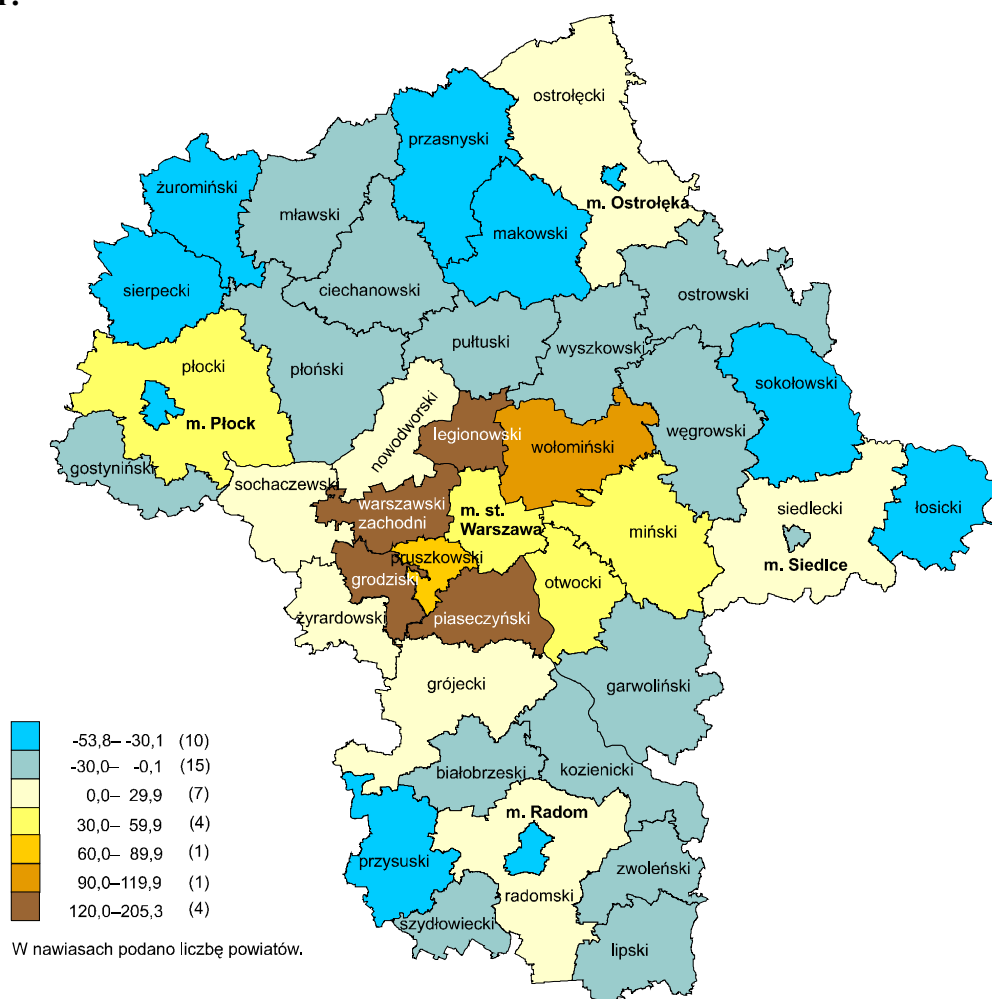 ostrołęcki
przasnyski
żuromiński
m. Ostrołęka
mławski
makowski
sierpecki
ciechanowski
ostrowski
pułtuski
wyszkowski
płocki
płoński
sokołowski
m. Płock
nowodworski
legionowski
wołomiński
węgrowski
gostyniński
sochaczewski
warszawski
zachodni
m. st.
Warszawa
siedlecki
łosicki
miński
pruszkowski
m. Siedlce
grodziski
otwocki
żyrardowski
piaseczyński
grójecki
garwoliński
białobrzeski
kozienicki
m. Radom
przysuski
zwoleński
radomski
szydłowiecki
lipski
-53,8– -30,1 (10)
-30,0– -0,1 (15)
0,0– 29,9 (7)
30,0– 59,9 (4)
60,0– 89,9 (1)
90,0–119,9 (1)
120,0–205,3 (4)
W nawiasach podano liczbę powiatów.